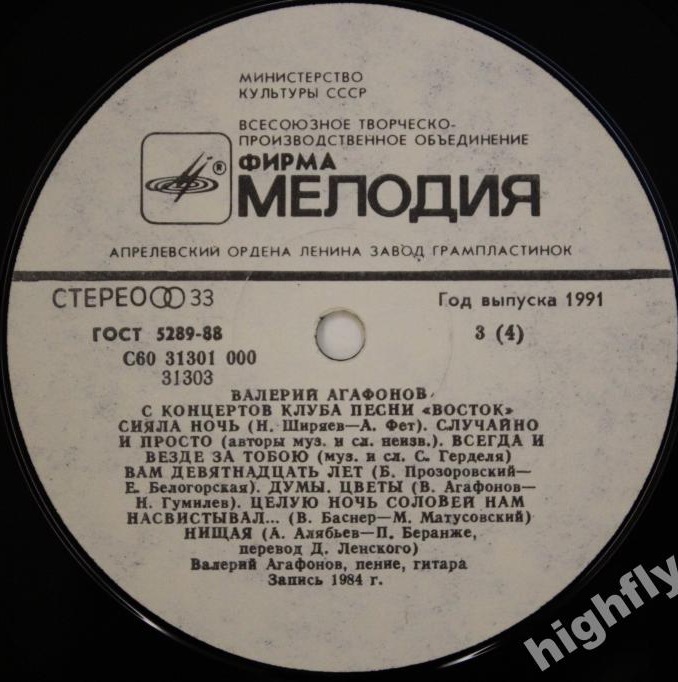 МИНИСТЕРСТВО
КУЛЬТУРЫ СССР
ВСЕСОЮЗНОЕ ТВОРЧЕСКО-
ПРОИЗВОДСТВЕННОЕ ОБЪЕДИНЕНИЕ
®
ФИРМА
МЕЛОДИЯ
АПРЕЛЕВСКИЙ ОРДЕНА ЛЕНИНА ЗАВОД ГРАМПЛАСТИНОК
СТЕРЕО 33
Год выпуска 1991
ГОСТ 5289-88
3 (4)
С60 31301 000
31303
ВАЛЕРИЙ АГАФОНОВ
С КОНЦЕРТОВ КЛУБА ПЕСНИ «ВОСТОК»
СИЯЛА НОЧЬ (Н. Ширяев—А. Фет). СЛУЧАЙНО
И ПРОСТО (авторы муз. и сл. неизв.). ВСЕГДА И
ВЕЗДЕ ЗА ТОБОЮ (муз. и сл. С. Герделя)
ВАМ ДЕВЯТНАДЦАТЬ ЛЕТ (Б. Прозоровский—
Е. Белогорская). ДУМЫ. ЦВЕТЫ (В. Агафонов—
Н. Гумилев). ЦЕЛУЮ НОЧЬ СОЛОВЕЙ НАМ
НАСВИСТЫВАЛ... (В. Баснер—М. Матусовский)
НИЩАЯ (А. Алябьев—П. Беранже,
перевод Д. Ленского)
Валерий Агафонов, пение, гитара
Запись 1984 г.
highfly